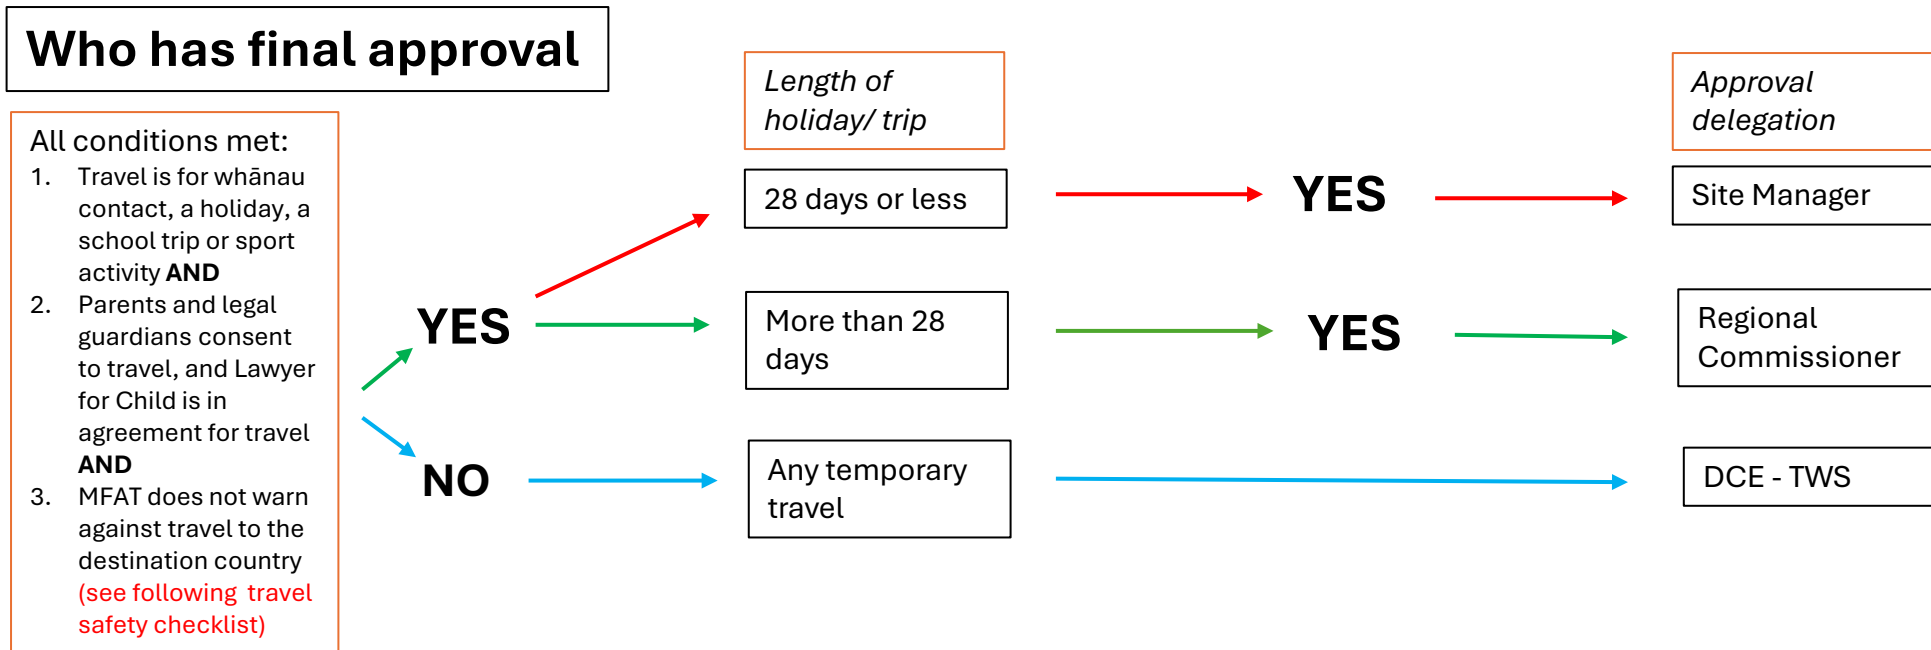 Who has final approval
All conditions met:
1. Travel is for whānau
contact, a holiday, a
school trip or sport
activity AND
2. Parents and legal
guardians consent
to travel, and Lawyer
for Child is in
agreement for travel
AND
3. MFAT does not warn
against travel to the
destination country
(see following travel
safety checklist)
YES
NO
Length of
holiday/ trip
28 days or less
More than 28
days
Any temporary
travel
YES
YES
Approval
delegation
Site Manager
Regional
Commissioner
DCE - TWS